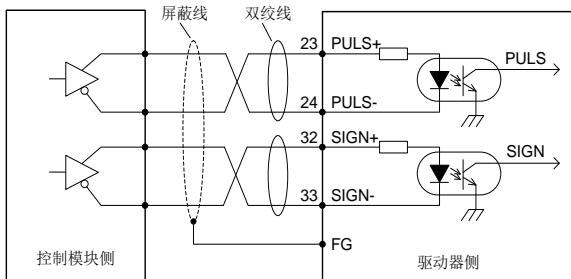 屏蔽线 双绞线
23 PULS+
PULS
24 PULS-
32 SIGN+
SIGN
33 SIGN-
FG
控制模块侧 驱动器侧